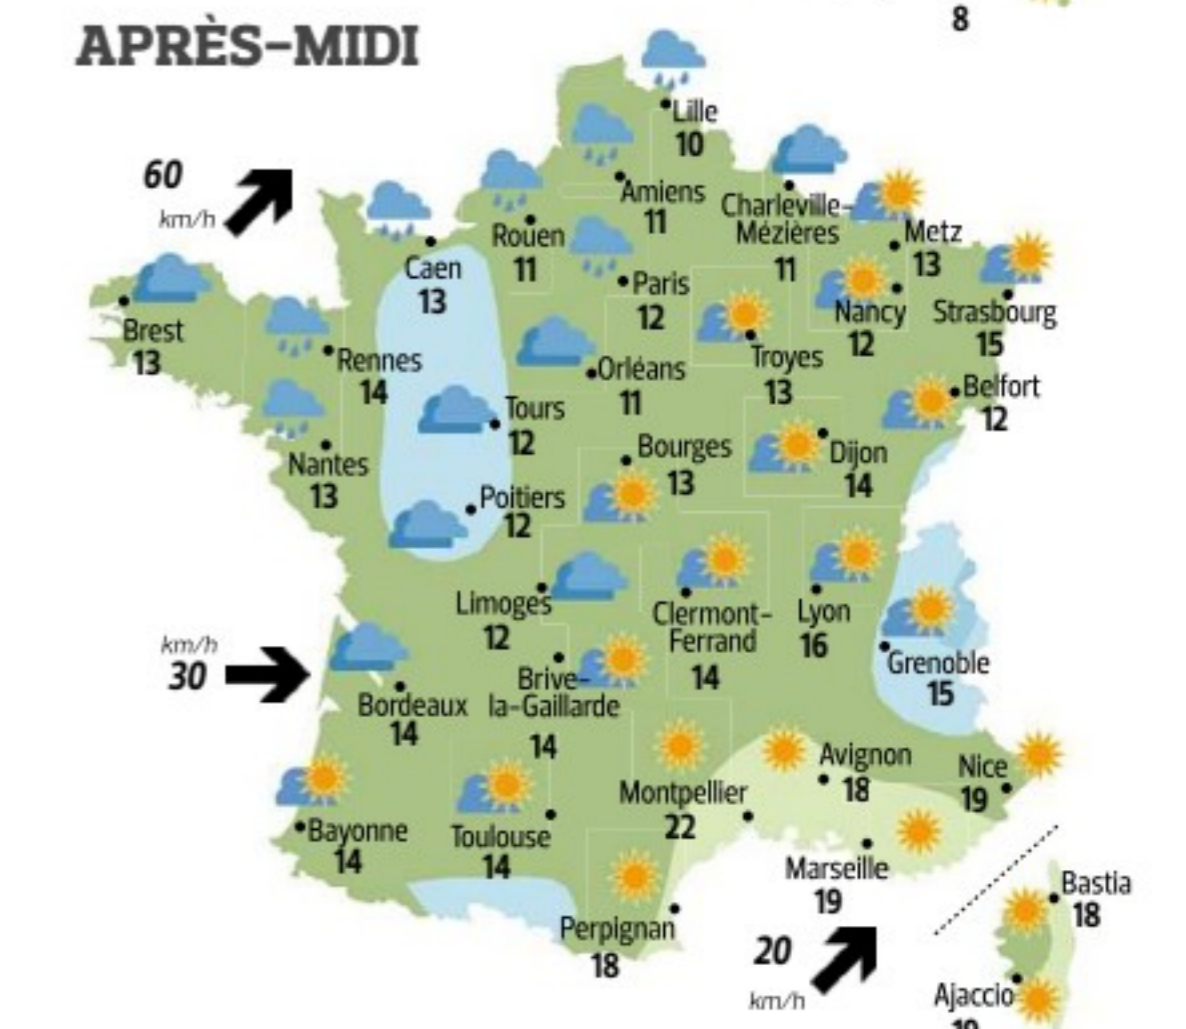 8
APRÈS-MIDI
Lille
10
60
km/h
Amiens
11
Charleville-
Mézières
11
Rouen
11
Metz
13
Caen
13
Paris
12
Nancy
12
Strasbourg
15
Brest
13
Rennes
14
Orléans
11
Troyes
13
Belfort
12
Tours
12
Nantes
13
Bourges
13
Dijon
14
Poitiers
12
Limoges
12
Clermont-
Ferrand
14
Lyon
16
km/h
30
Grenoble
15
Bordeaux
14
Brive-
la-Gaillarde
14
Avignon
18
Nice
19
Montpellier
22
Bayonne
14
Toulouse
14
Marseille
19
Bastia
18
Perpignan
18
20
km/h
Ajaccio